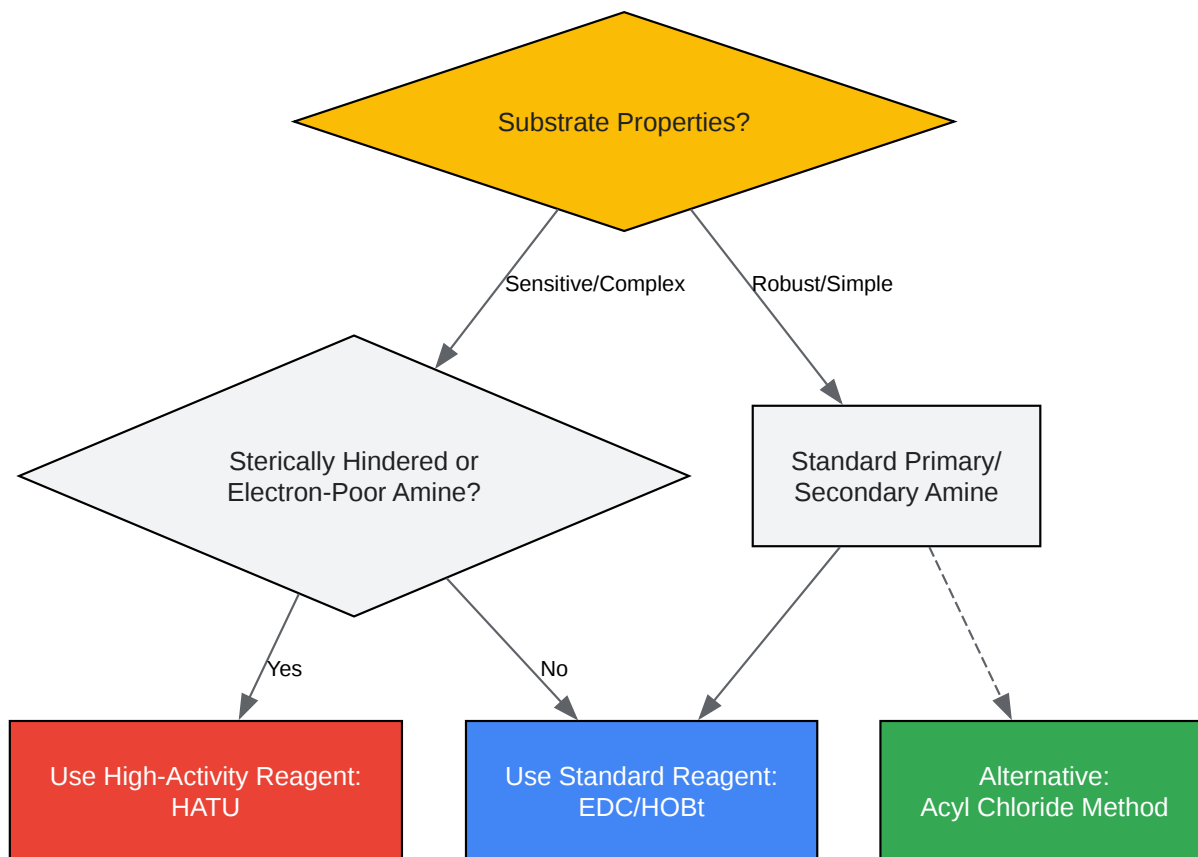 Substrate Properties?
Sensitive/Complex
Robust/Simple
Sterically Hindered or
Electron-Poor Amine?
Standard Primary/
Secondary Amine
Yes
No
Use High-Activity Reagent:
HATU
Use Standard Reagent:
EDC/HOBt
Alternative:
Acyl Chloride Method